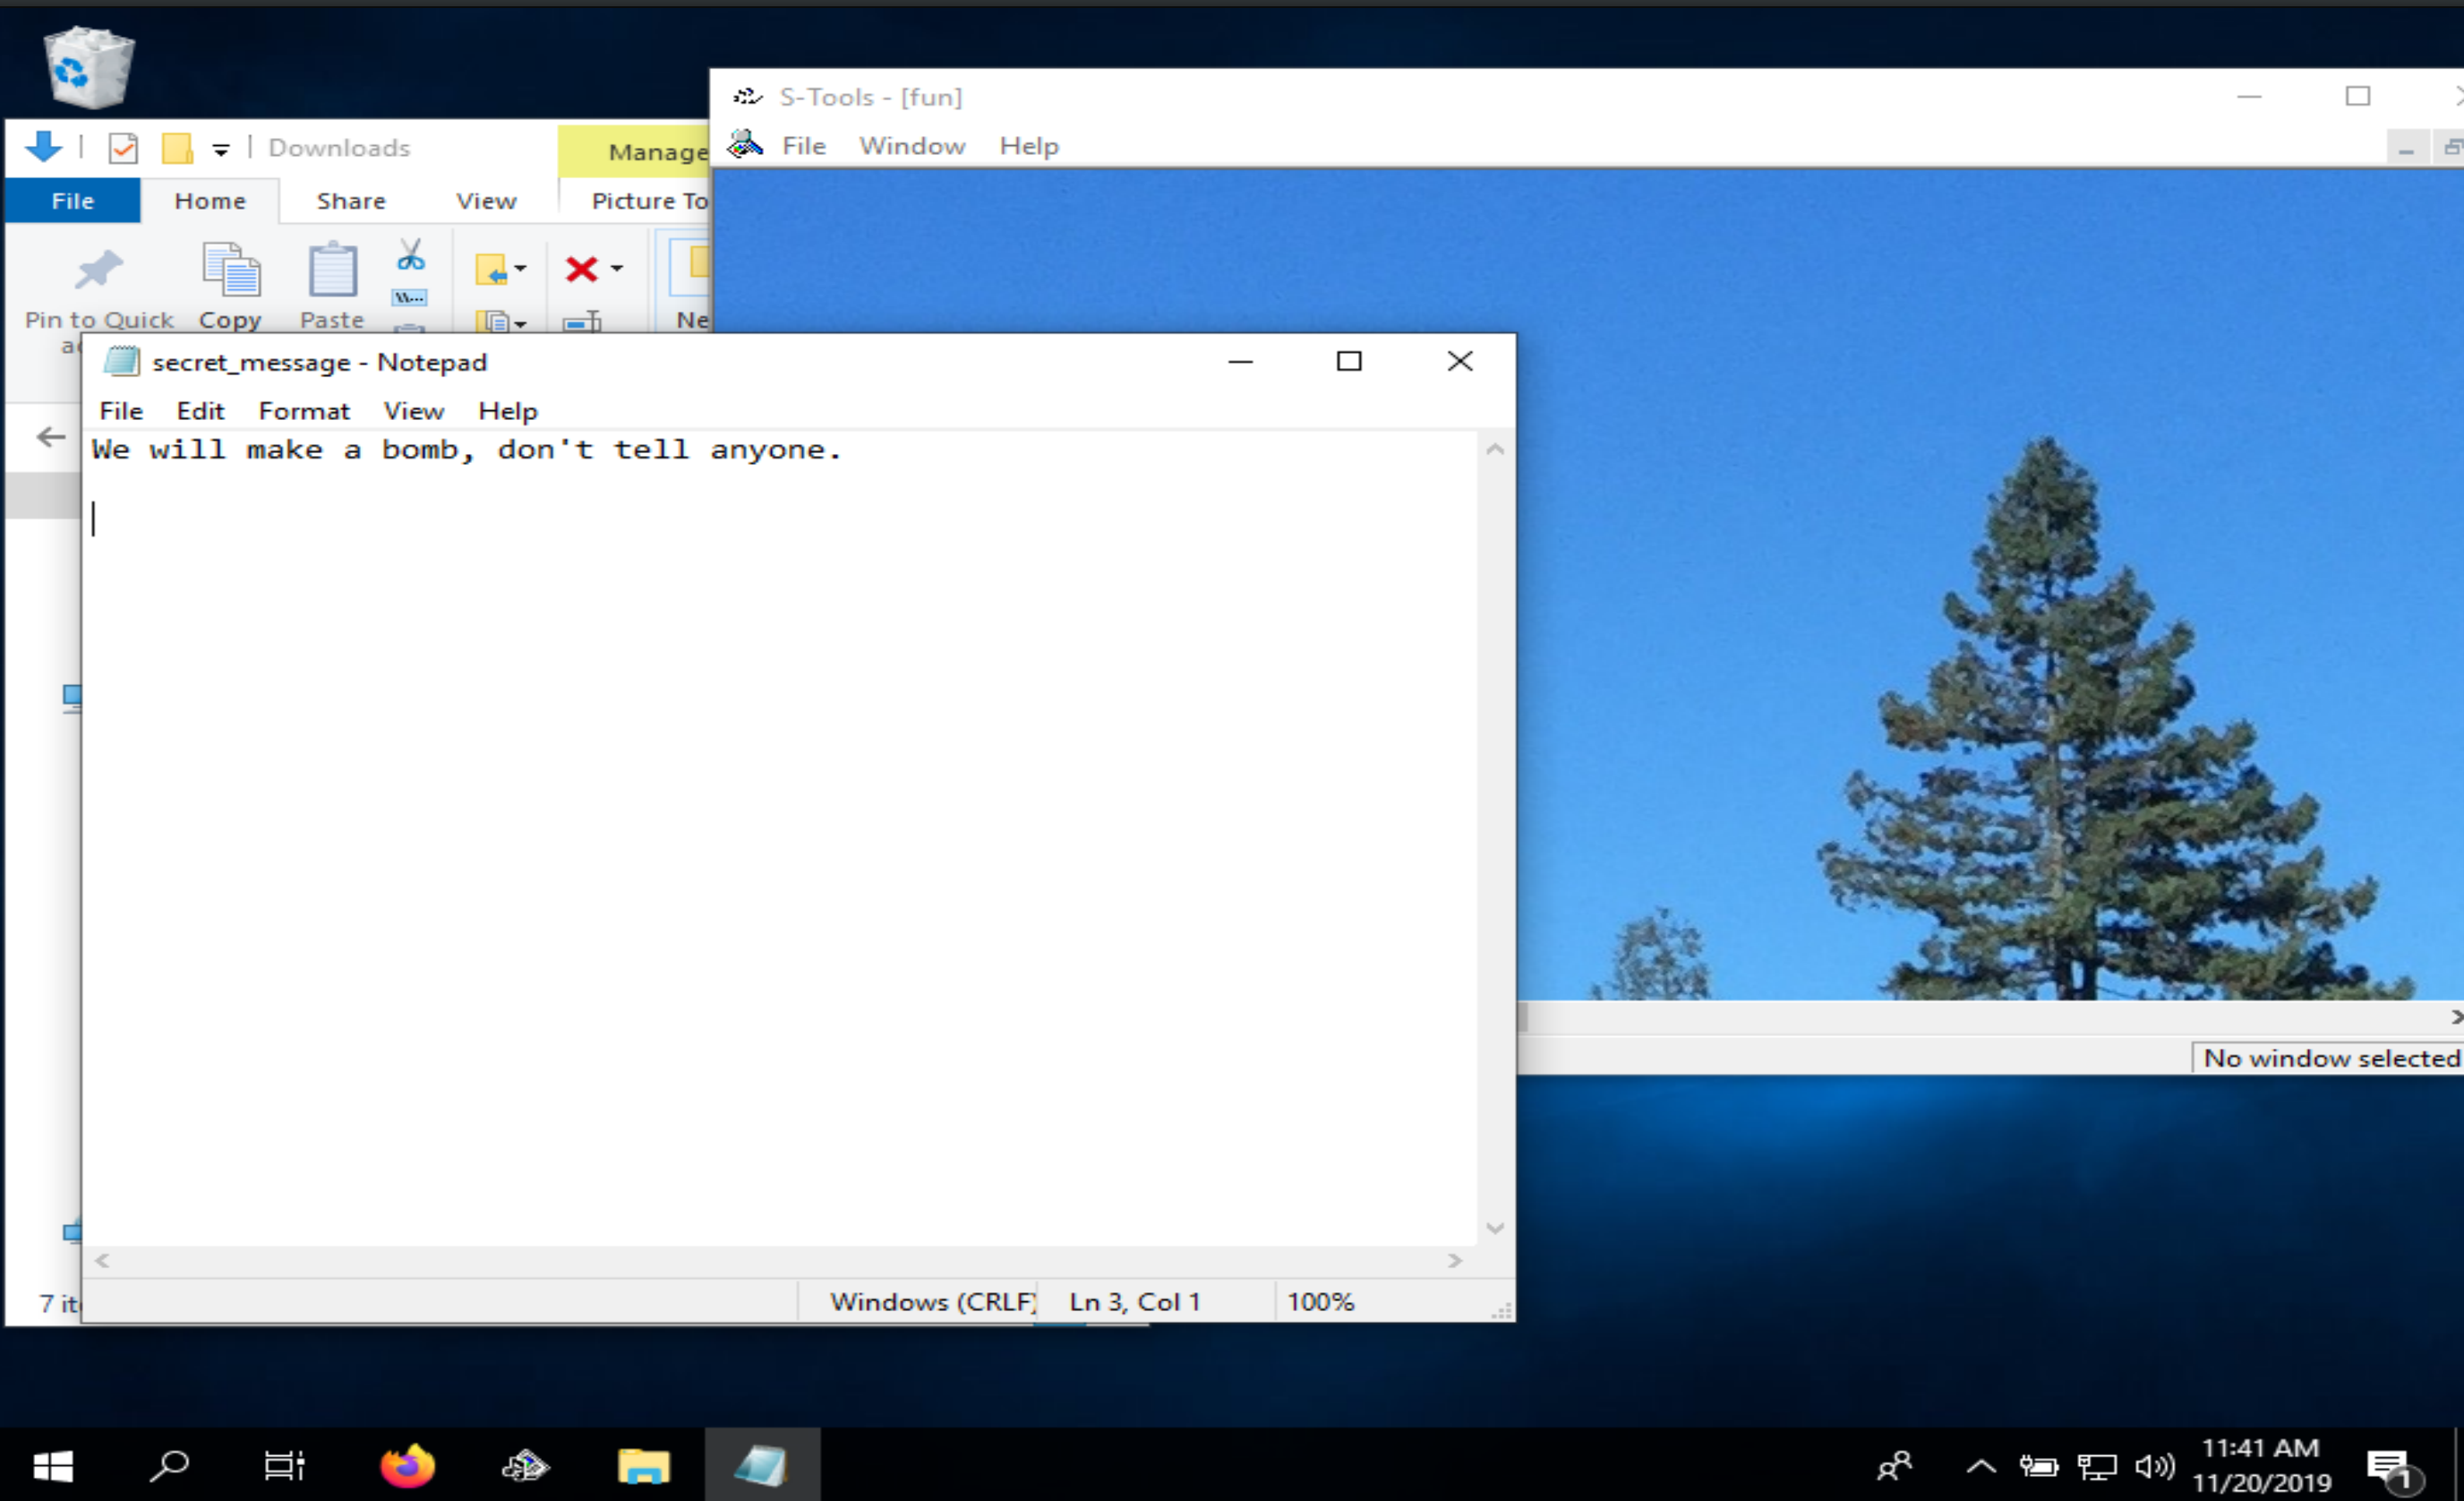 S-Tools - [fun]
File Window Help
Downloads
Manage
File Home Share View Picture To
Pin to Quick
Copy
Paste
Ne
secret_message - Notepad
File Edit Format View Help
We will make a bomb, don't tell anyone.
No window selected
7
Windows (CRLF) Ln 3, Col 1 100%
11:41 AM
11/20/2019
1